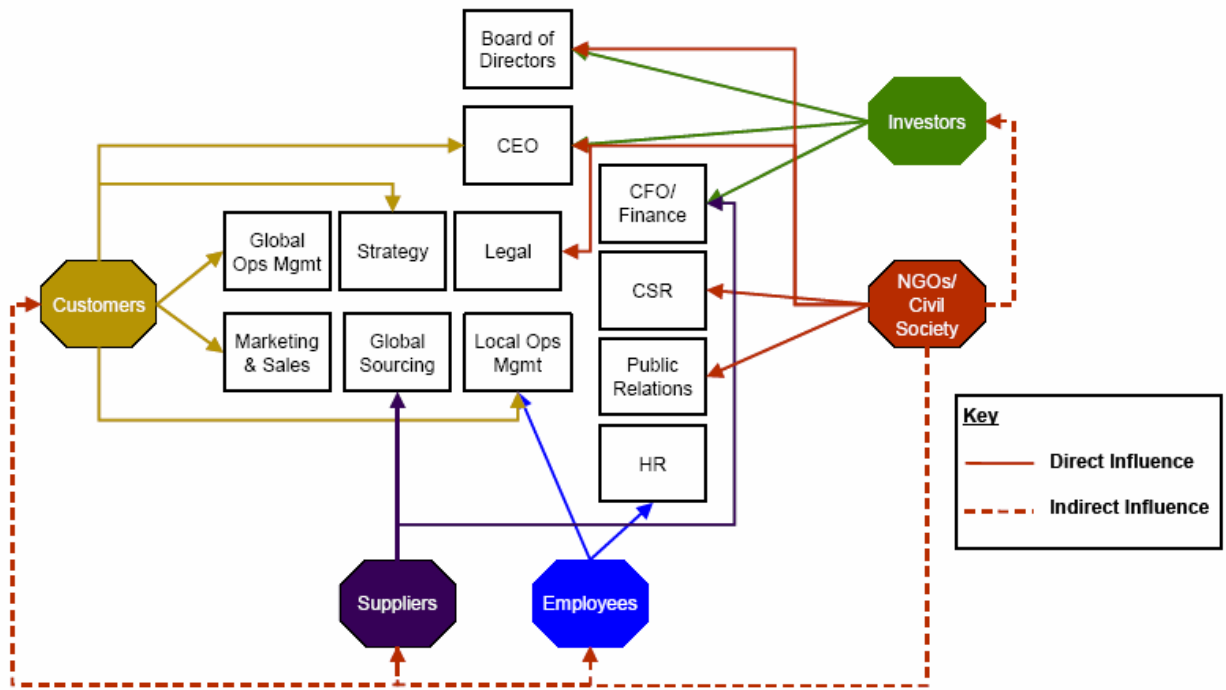 Board of
Directors
CEO
Investors
CFO/
Finance
Global
Ops Mgmt
Strategy
Legal
Customers
CSR
NGOs/
Civil
Society
Marketing
& Sales
Global
Sourcing
Local Ops
Mgmt
Public
Relations
HR
Key
Direct Influence
Indirect Influence
Suppliers
Employees